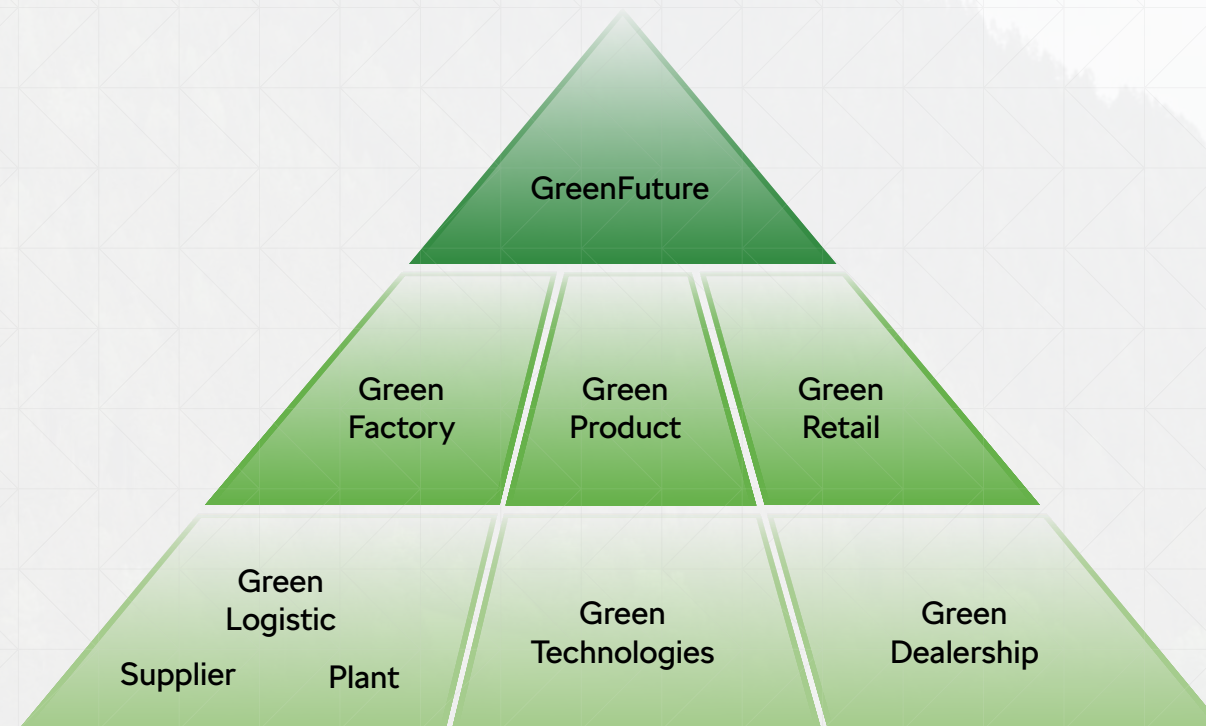 GreenFuture
Green
Factory
Green
Product
Green
Retail
Green
Logistic
Supplier
Plant
Green
Technologies
Green
Dealership